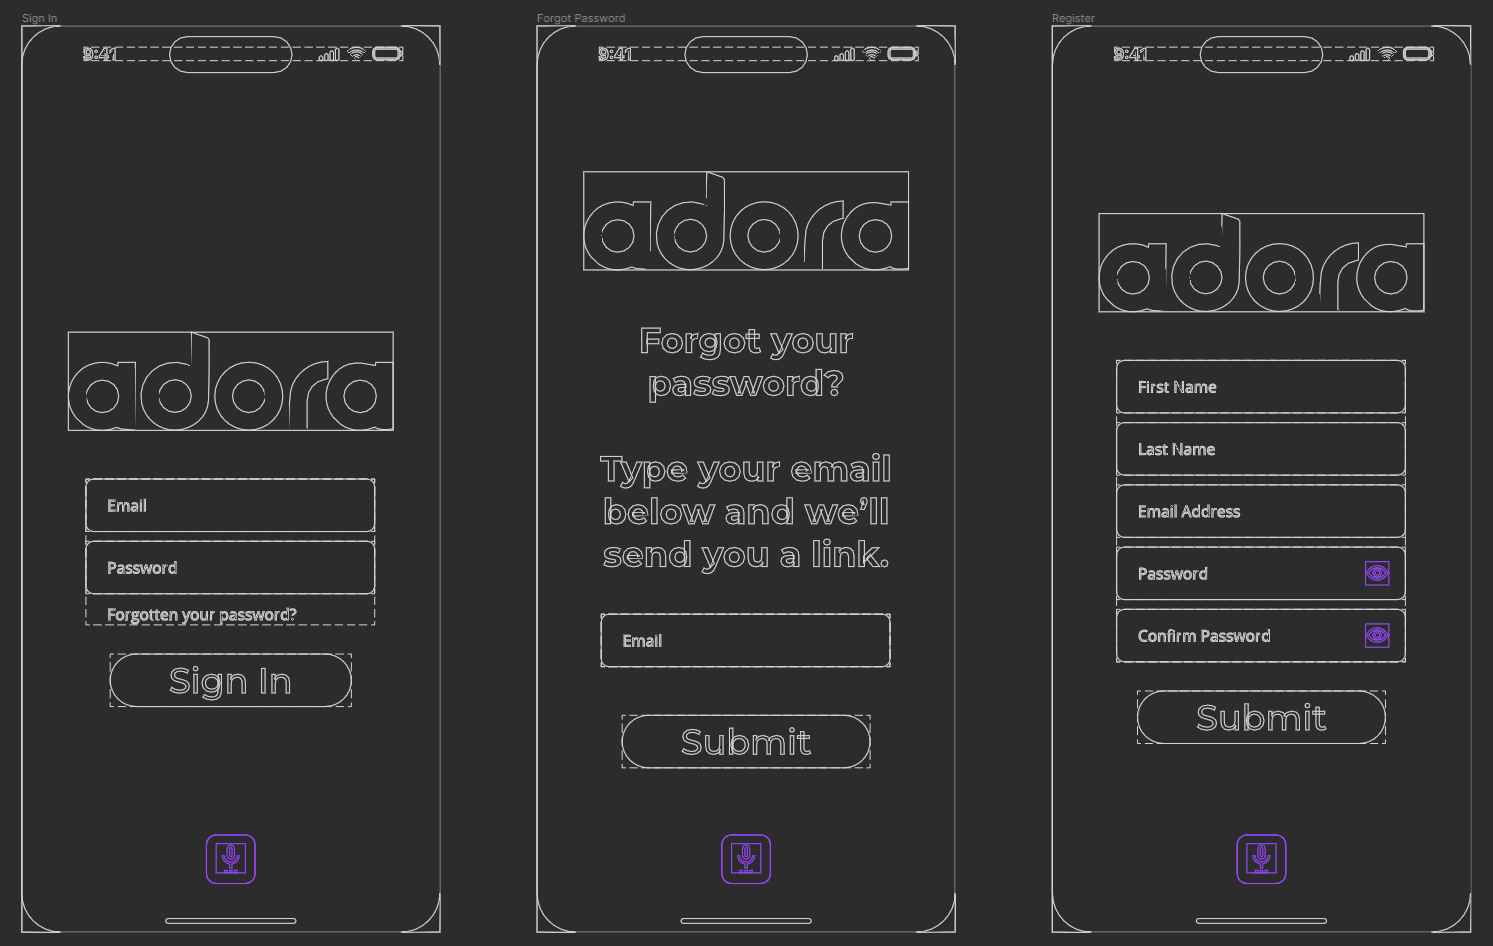 Sign In
9:41
adora
Email
Password
Forgotten your password?
Sign In
Forgot Password
9:41
adora
Forgot your
password?
Type your email
below and we’ll
send you a link.
Email
Submit
Register
9:41
adora
First Name
Last Name
Email Address
Password
Confirm Password
Submit